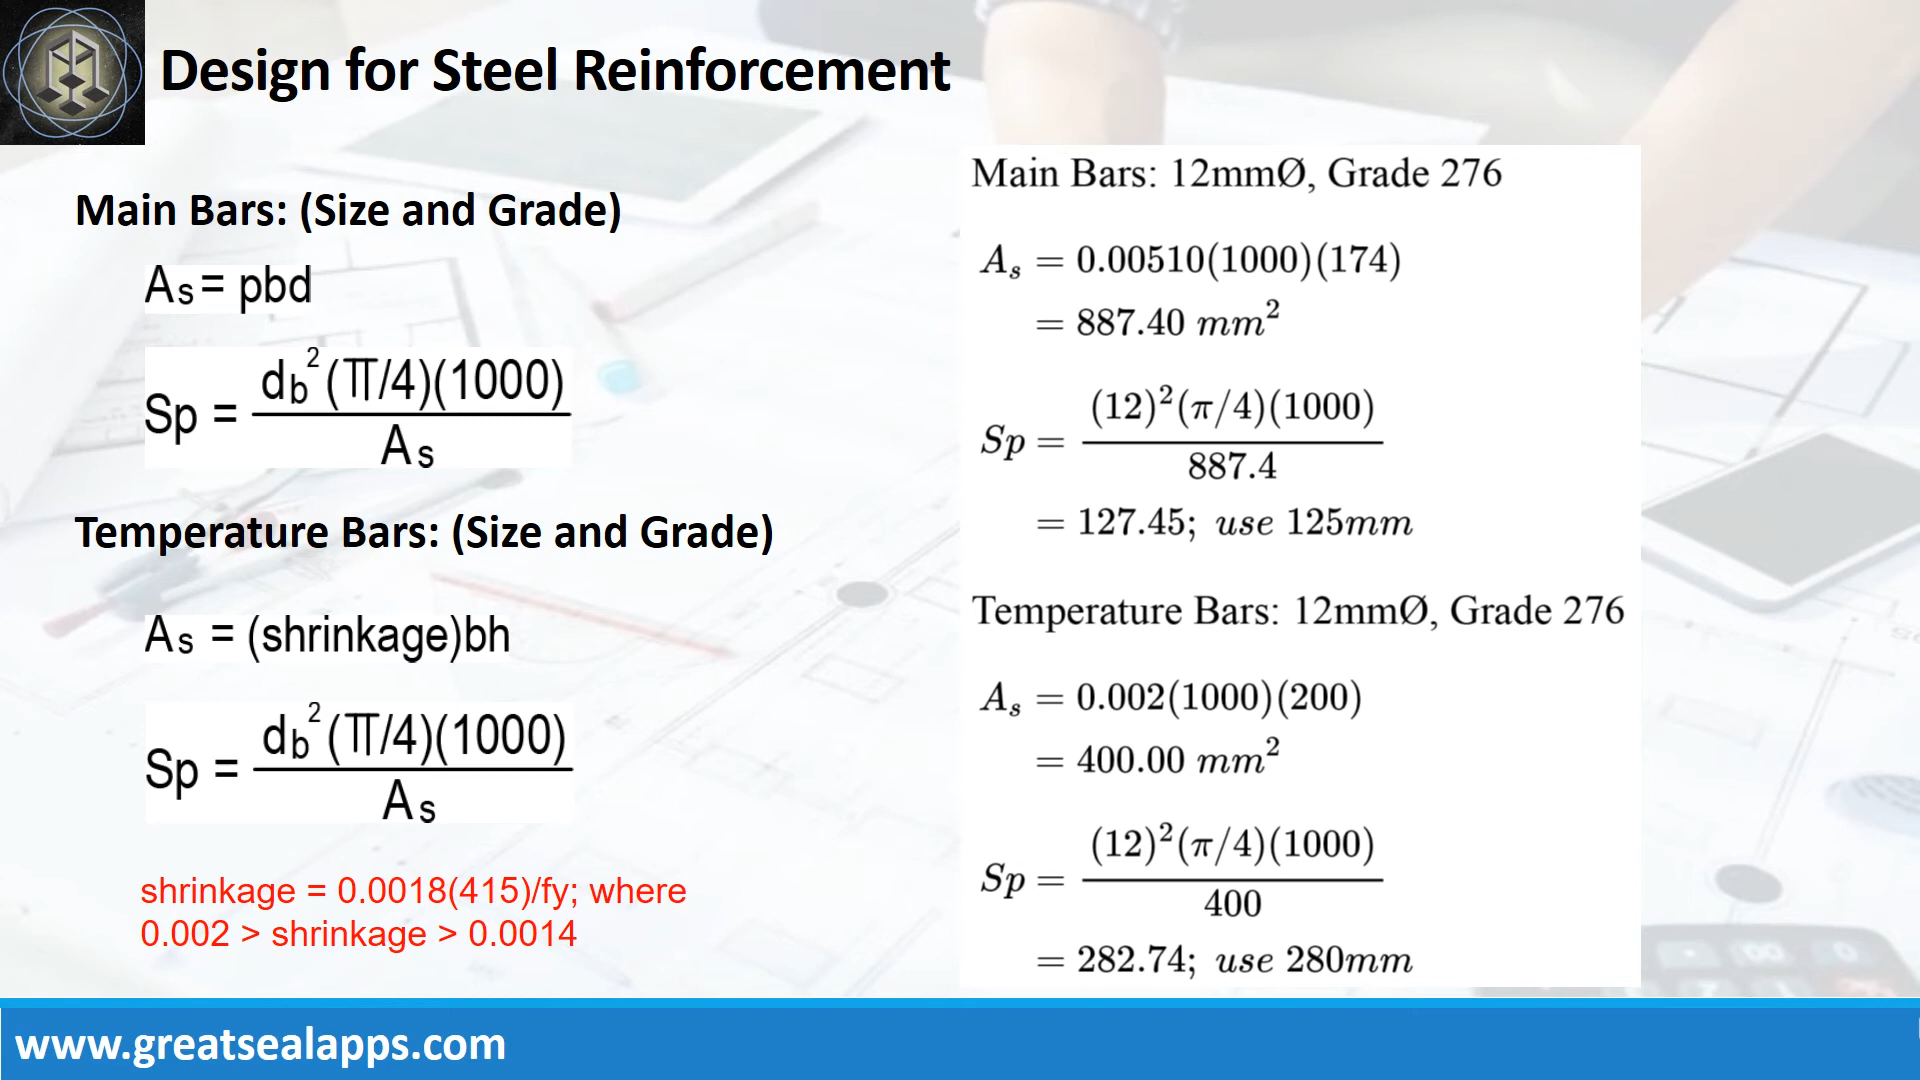 Design for Steel Reinforcement
Main Bars: (Size and Grade)
As = pbd
Sp = db²(π/4)(1000) / As
Temperature Bars: (Size and Grade)
As = (shrinkage)bh
Sp = db²(π/4)(1000) / As
shrinkage = 0.0018(415)/fy; where
0.002 > shrinkage > 0.0014
Main Bars: 12mmØ, Grade 276
As = 0.00510(1000)(174)
= 887.40 mm²
Sp = (12)²(π/4)(1000) / 887.4
= 127.45; use 125mm
Temperature Bars: 12mmØ, Grade 276
As = 0.002(1000)(200)
= 400.00 mm²
Sp = (12)²(π/4)(1000) / 400
= 282.74; use 280mm
www.greatsealapps.com